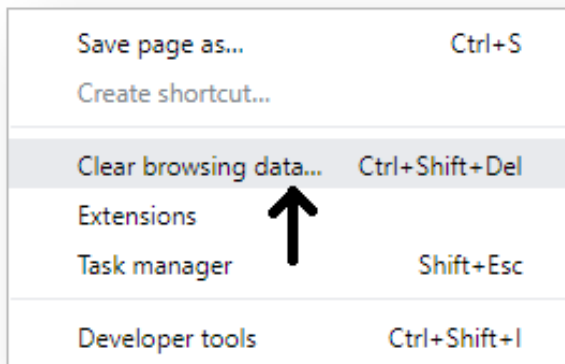 Save page as... Ctrl+S
Create shortcut...
Clear browsing data... Ctrl+Shift+Del
Extensions
Task manager Shift+Esc
Developer tools Ctrl+Shift+I